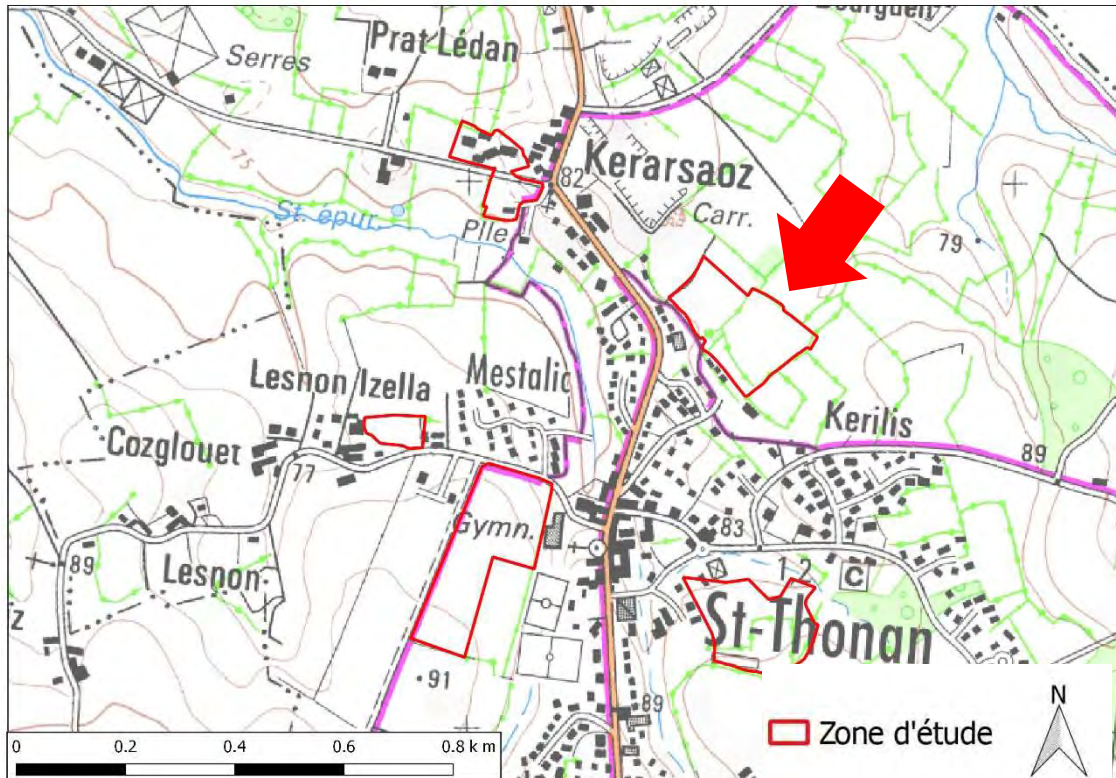 Bourguen
Prat Lédan
Serres
75
Kerarsaoz
82
Carr.
St. épur.
Pile
79
Lesnon Izella
Mestalic
Cozglouet
77
Kerilis
89
Gymn.
83
89
Lesnon
12
C
St-Thonan
z
91
89
N
Zone d'étude
0 0.2 0.4 0.6 0.8 km